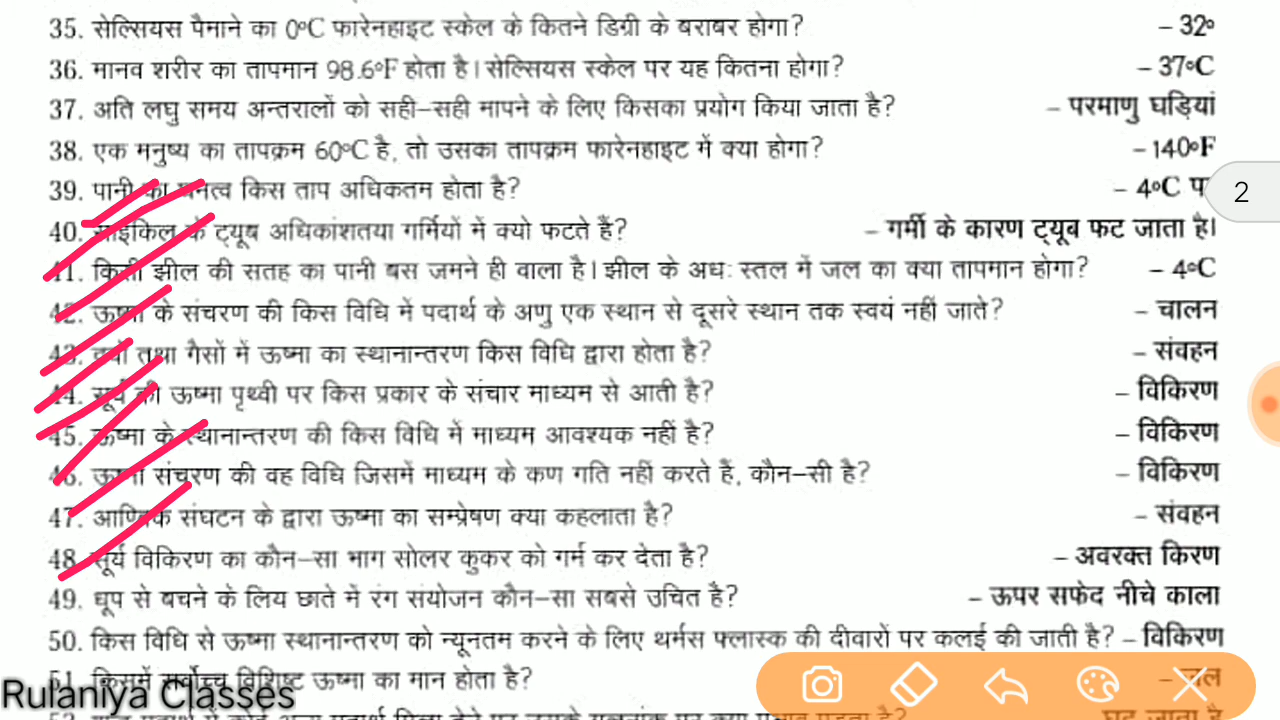 35. सेल्सियस पैमाने का 0°C फारेनहाइट स्केल के कितने डिग्री के बराबर होगा? – 32°
36. मानव शरीर का तापमान 98.6°F होता है। सेल्सियस स्केल पर यह कितना होगा? – 37°C
37. अति लघु समय अन्तरालों को सही–सही मापने के लिए किसका प्रयोग किया जाता है? – परमाणु घड़ियां
38. एक मनुष्य का तापक्रम 60°C है, तो उसका तापक्रम फारेनहाइट में क्या होगा? – 140°F
39. पानी का घनत्व किस ताप अधिकतम होता है? – 4°C
2
40. साईकिल के ट्यूब अधिकांशतया गर्मियों में क्यो फटते हैं? – गर्मी के कारण ट्यूब फट जाता है।
41. किसी झील की सतह का पानी बस जमने ही वाला है। झील के अधः स्तल में जल का क्या तापमान होगा? – 4°C
42. ऊष्मा के संचरण की किस विधि में पदार्थ के अणु एक स्थान से दूसरे स्थान तक स्वयं नहीं जाते? – चालन
43. द्रवों तथा गैसों में ऊष्मा का स्थानान्तरण किस विधि द्वारा होता है? – संवहन
44. सूर्य की ऊष्मा पृथ्वी पर किस प्रकार के संचार माध्यम से आती है? – विकिरण
45. ऊष्मा के स्थानान्तरण की किस विधि में माध्यम आवश्यक नहीं है? – विकिरण
46. ऊष्मा संचरण की वह विधि जिसमें माध्यम के कण गति नहीं करते हैं, कौन–सी है? – विकिरण
47. आण्विक संघटन के द्वारा ऊष्मा का सम्प्रेषण क्या कहलाता है? – संवहन
48. सूर्य विकिरण का कौन–सा भाग सोलर कुकर को गर्म कर देता है? – अवरक्त किरण
49. धूप से बचने के लिय छाते में रंग संयोजन कौन–सा सबसे उचित है? – ऊपर सफेद नीचे काला
50. किस विधि से ऊष्मा स्थानान्तरण को न्यूनतम करने के लिए थर्मस फ्लास्क की दीवारों पर कलई की जाती है? – विकिरण
51. किसमें सर्वोच्च विशिष्ट ऊष्मा का मान होता है? – जल
Rulaniya Classes